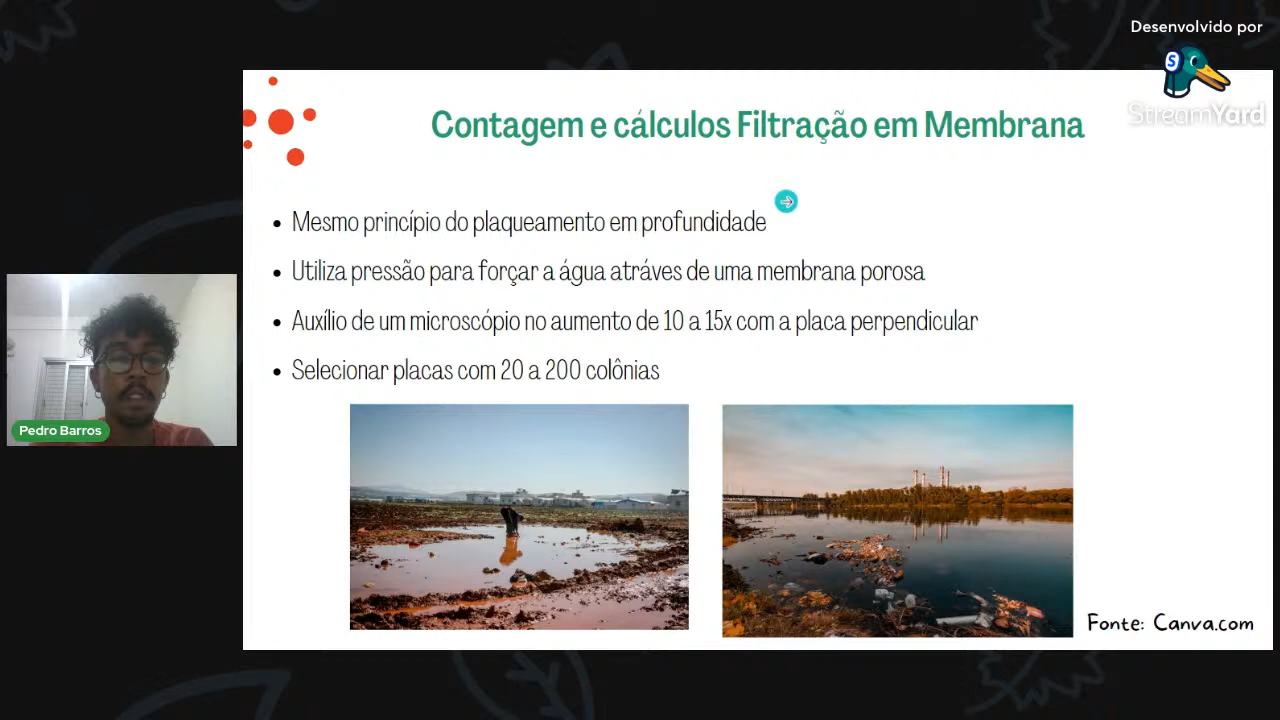 Desenvolvido por
S
StreamYard
Contagem e cálculos Filtração em Membrana
• Mesmo princípio do plaqueamento em profundidade
• Utiliza pressão para forçar a água atráves de uma membrana porosa
• Auxílio de um microscópio no aumento de 10 a 15x com a placa perpendicular
• Selecionar placas com 20 a 200 colônias
Pedro Barros
Fonte: Canva.com